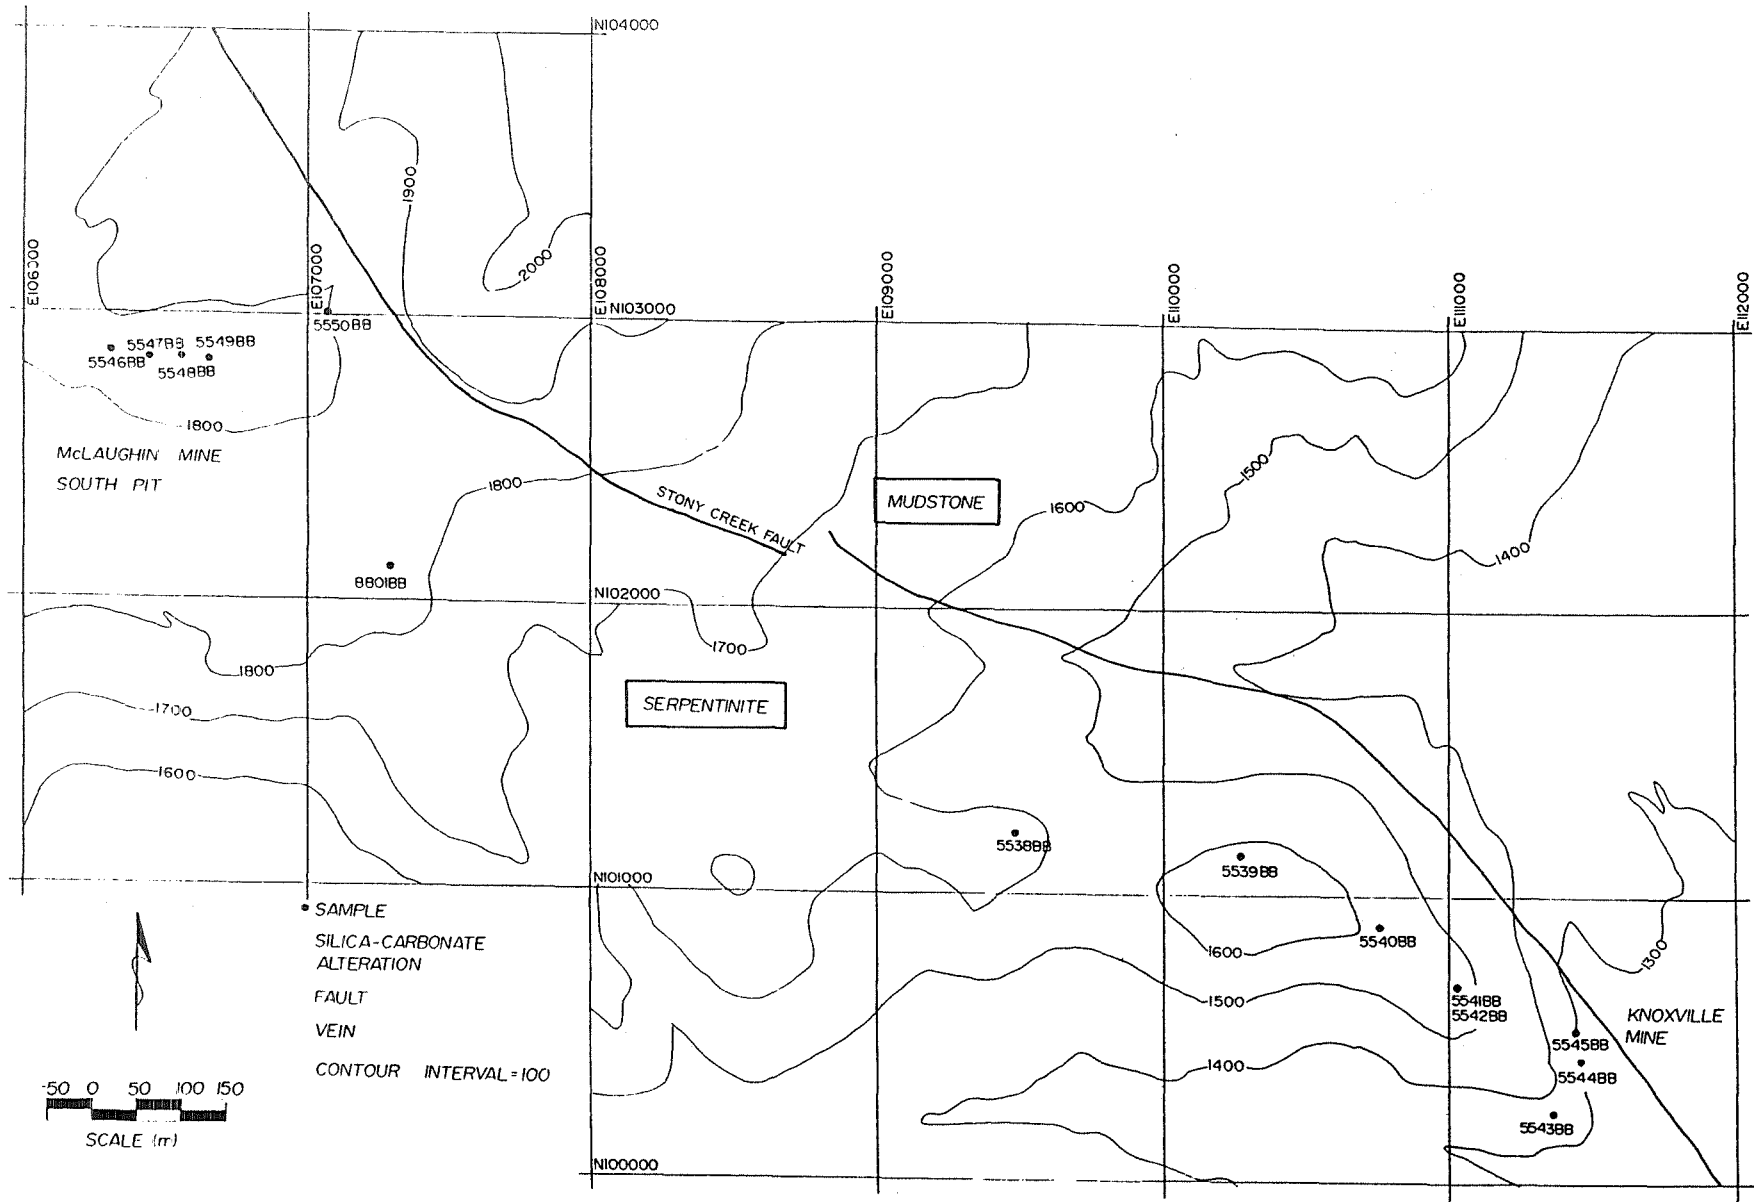 N104000
1900
2000
E106000
E107000
E108000
N103000
E109000
E110000
E111000
E112000
5550BB
5547BB
5549BB
5546BB
5548BB
1800
McLAUGHIN MINE
SOUTH PIT
1800
STONY CREEK FAULT
MUDSTONE
1600
1500
1400
8801BB
N102000
1800
1700
1700
SERPENTINITE
1600
5538BB
5539BB
N101000
SAMPLE
SILICA-CARBONATE
ALTERATION
FAULT
VEIN
CONTOUR INTERVAL = 100
5540BB
1600
1300
1500
5541BB
5542BB
KNOXVILLE
MINE
5545BB
1400
5544BB
5543BB
-50 0 50 100 150
SCALE (m)
N100000